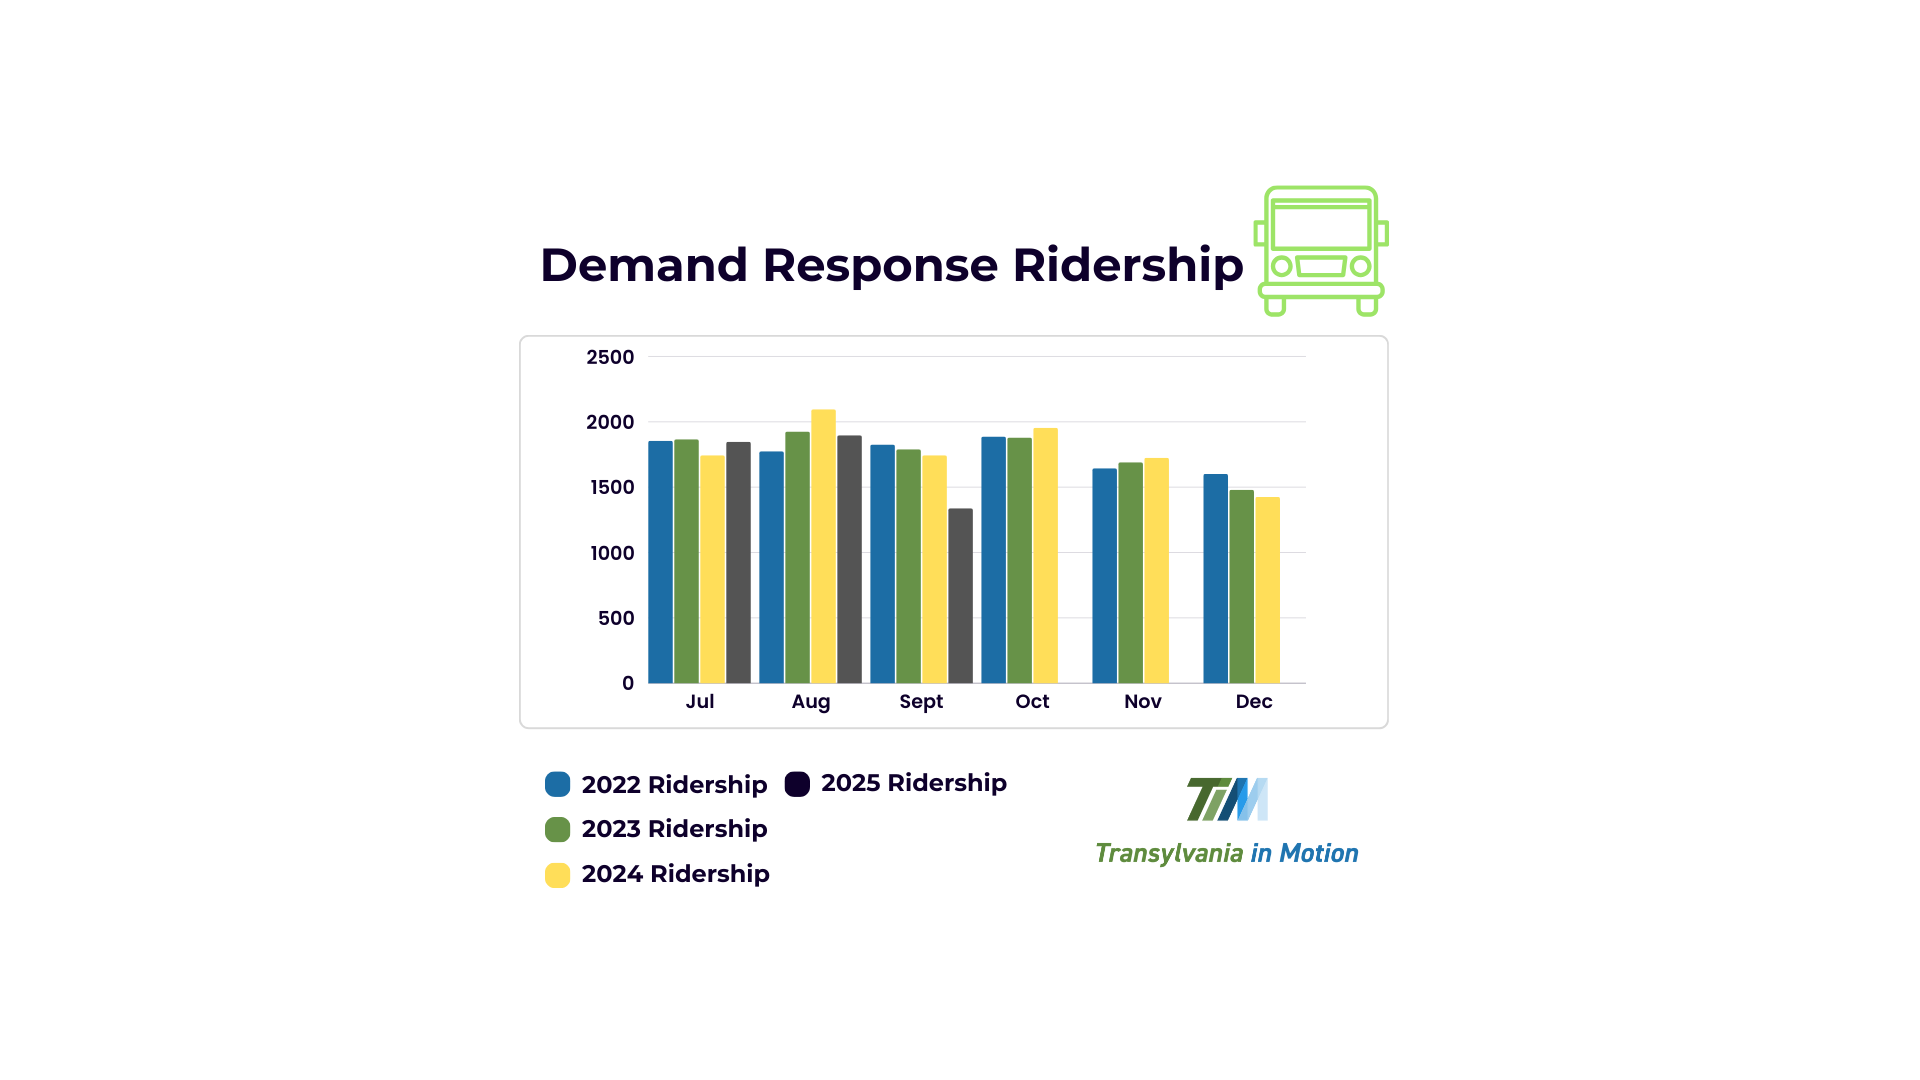 Demand Response Ridership
2500
2000
1500
1000
500
0
Jul Aug Sept Oct Nov Dec
2022 Ridership 2025 Ridership
2023 Ridership
2024 Ridership
TiM
Transylvania in Motion